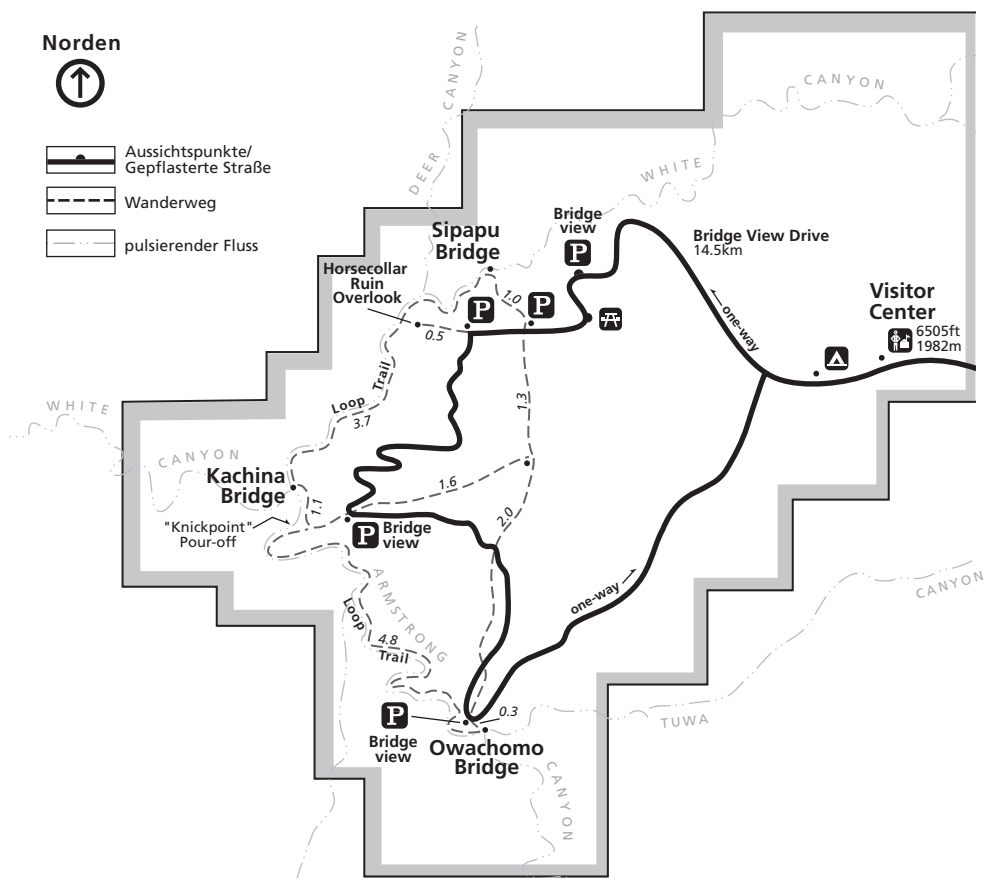 Norden
Aussichtspunkte/
Gepflasterte Straße
Wanderweg
pulsierender Fluss
DEER CANYON
CANYON
WHITE
Sipapu
Bridge
Bridge
view
P
Bridge View Drive
14.5km
Horsecollar
Ruin
Overlook
P
P
1.0
0.5
one-way
Visitor
Center
6505ft
1982m
Loop Trail
3.7
1.3
WHITE
CANYON
Kachina
Bridge
1.1
1.6
2.0
"Knickpoint"
Pour-off
P
Bridge
view
ARMSTRONG
Loop
4.8
Trail
one-way
CANYON
TUWA
P
Bridge
view
0.3
Owachomo
Bridge
CANYON